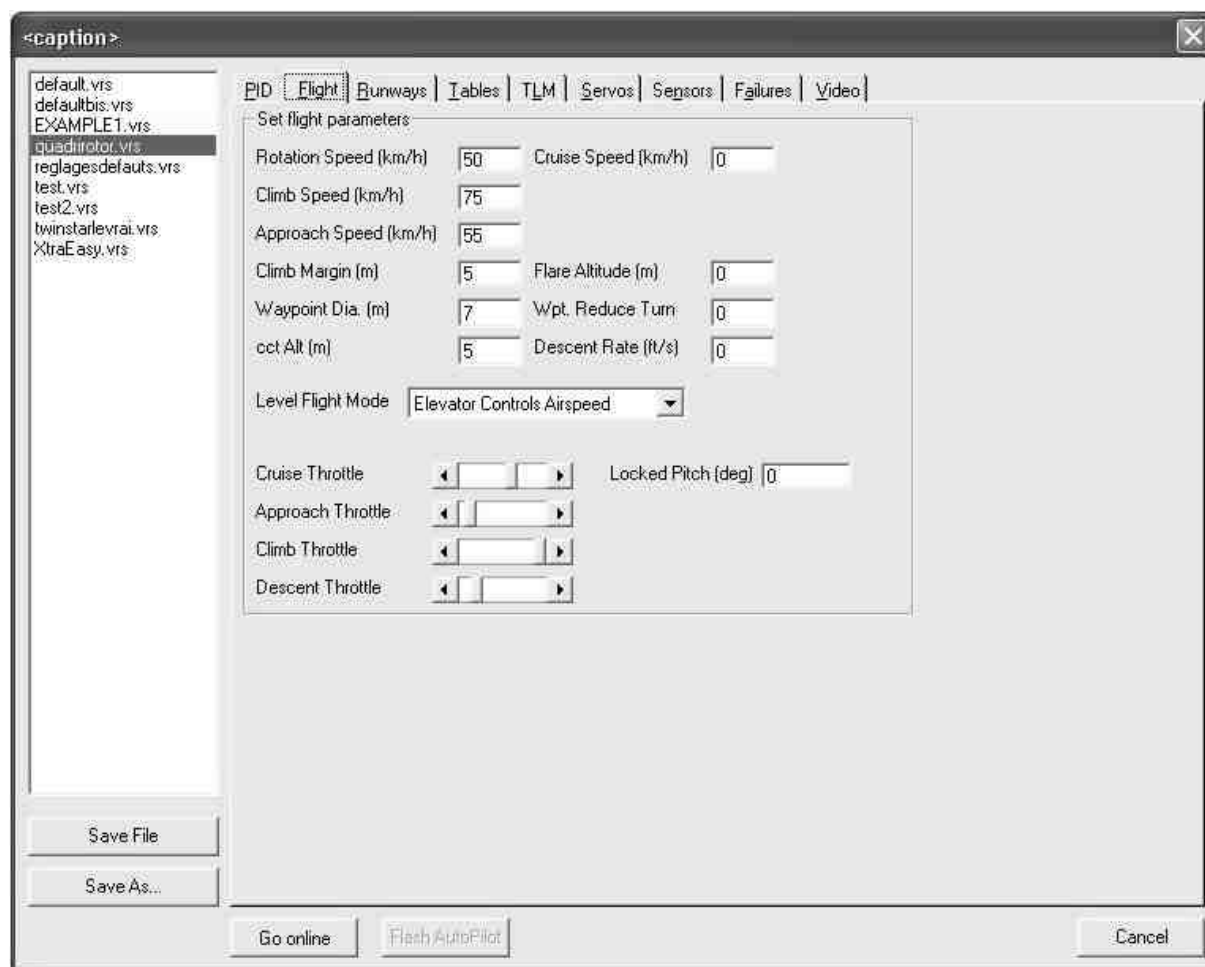 <caption>
default.vrs
defaultbis.vrs
EXAMPLE1.vrs
quadrirotor.vrs
reglagesdefauts.vrs
test.vrs
test2.vrs
twinstarlevrai.vrs
XtraEasy.vrs
Save File
Save As...
PID Flight Runways Tables TLM Servos Sensors Failures Video
Set flight parameters
Rotation Speed (km/h) 50 Cruise Speed (km/h) 0
Climb Speed (km/h) 75
Approach Speed (km/h) 55
Climb Margin (m) 5 Flare Altitude (m) 0
Waypoint Dia. (m) 7 Wpt. Reduce Turn 0
cct Alt (m) 5 Descent Rate (ft/s) 0
Level Flight Mode Elevator Controls Airspeed
Cruise Throttle Locked Pitch (deg) 0
Approach Throttle
Climb Throttle
Descent Throttle
Go online Flash AutoPilot Cancel